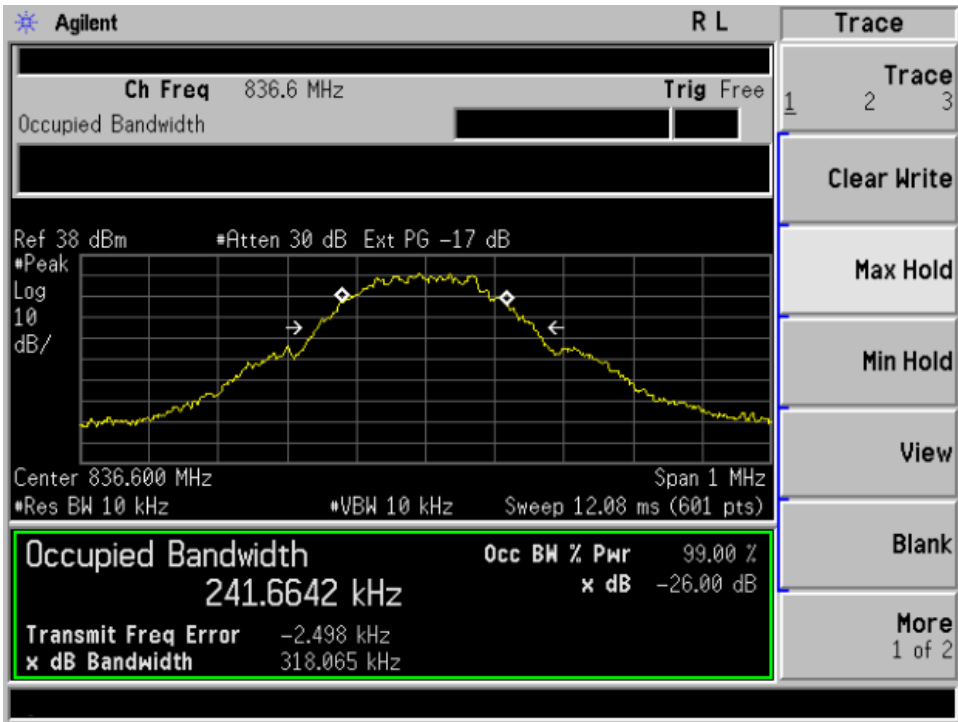 Agilent R L Trace
Ch Freq 836.6 MHz Trig Free
Occupied Bandwidth
Trace
1 2 3
Clear Write
Ref 38 dBm #Atten 30 dB Ext PG -17 dB
#Peak
Log
10
dB/
Max Hold
Min Hold
View
Center 836.600 MHz Span 1 MHz
#Res BW 10 kHz #VBW 10 kHz Sweep 12.08 ms (601 pts)
Occupied Bandwidth
241.6642 kHz
Occ BW % Pwr 99.00 %
x dB -26.00 dB
Transmit Freq Error -2.498 kHz
x dB Bandwidth 318.065 kHz
Blank
More
1 of 2